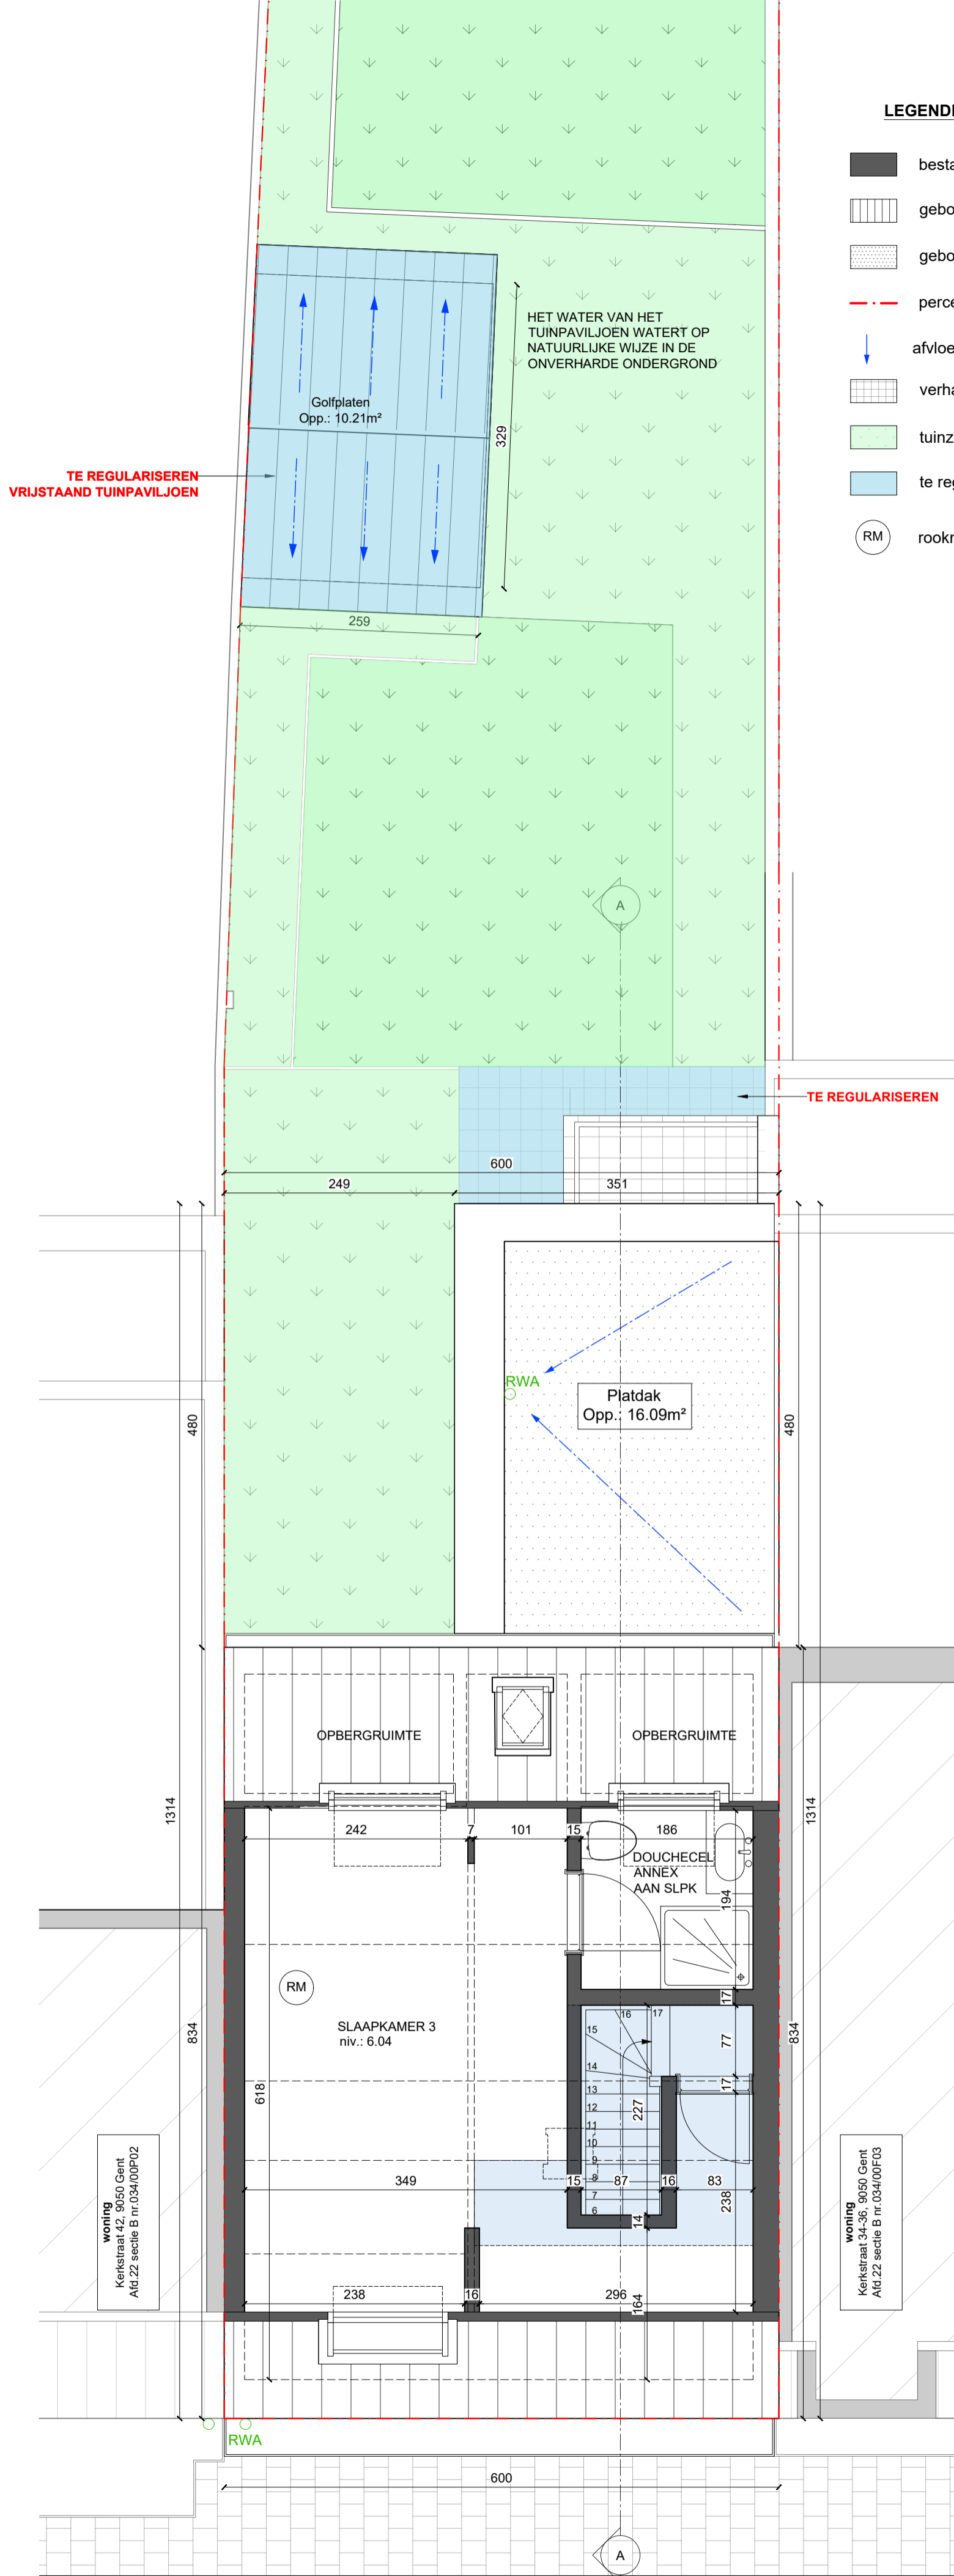 LEGENDE
besta
gebo
gebo
perce
afvloe
verha
tuinz
te reg
RM
rookr
HET WATER VAN HET
TUINPAVILJOEN WATERT OP
NATUURLIJKE WIJZE IN DE
ONVERHARDE ONDERGROND
Golfplaten
Opp.: 10.21m²
329
TE REGULARISEREN
VRIJSTAAND TUINPAVILJOEN
259
A
TE REGULARISEREN
600
249
351
RWA
Platdak
Opp.: 16.09m²
480
480
OPBERGRUIMTE
OPBERGRUIMTE
1314
1314
242
7
101
15
186
DOUCHECEL
ANNEX
AAN SLPK
194
RM
17
SLAAPKAMER 3
niv.: 6.04
834
834
16
17
15
14
13
12
11
10
9
8
7
6
77
17
227
618
349
15
87
16
83
238
14
woning
Kerkstraat 42, 9050 Gent
Afd.22 sectie B nr.034/00P02
woning
Kerkstraat 34-36, 9050 Gent
Afd.22 sectie B nr.034/00F03
238
16
296
164
RWA
600
A